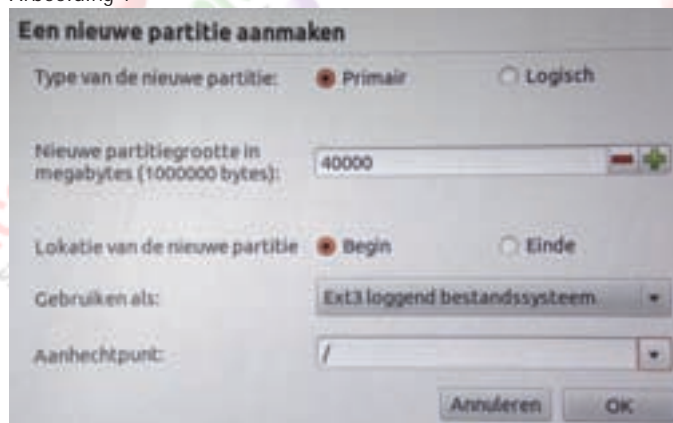 Een nieuwe partitie aanmaken
Type van de nieuwe partitie: Primair Logisch
Nieuwe partitiegrootte in
megabytes (1000000 bytes): 40000
Lokatie van de nieuwe partitie Begin Einde
Gebruiken als: Ext3 loggend bestandssysteem
Aanhechtpunt: /
Annuleren OK